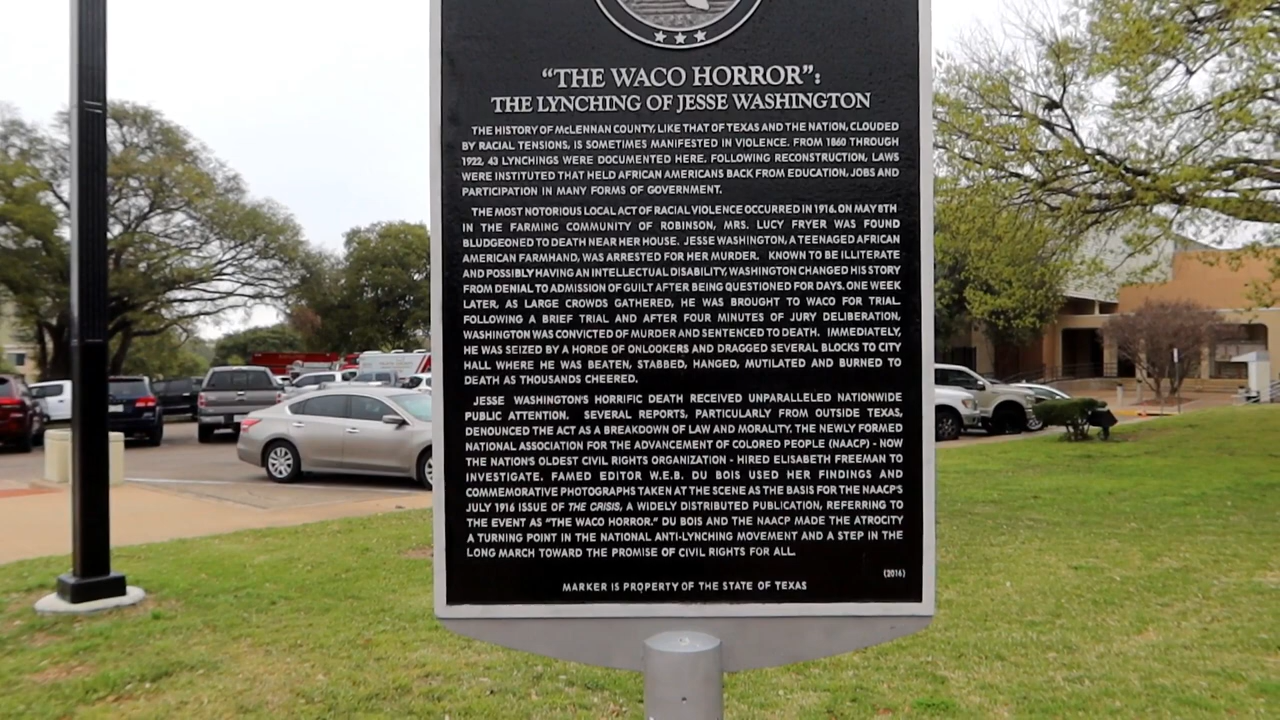 "THE WACO HORROR":
THE LYNCHING OF JESSE WASHINGTON
THE HISTORY OF McLENNAN COUNTY, LIKE THAT OF TEXAS AND THE NATION, CLOUDED
BY RACIAL TENSIONS, IS SOMETIMES MANIFESTED IN VIOLENCE. FROM 1860 THROUGH
1922, 43 LYNCHINGS WERE DOCUMENTED HERE. FOLLOWING RECONSTRUCTION, LAWS
WERE INSTITUTED THAT HELD AFRICAN AMERICANS BACK FROM EDUCATION, JOBS AND
PARTICIPATION IN MANY FORMS OF GOVERNMENT.
THE MOST NOTORIOUS LOCAL ACT OF RACIAL VIOLENCE OCCURRED IN 1916. ON MAY 8TH
IN THE FARMING COMMUNITY OF ROBINSON, MRS. LUCY FRYER WAS FOUND
BLUDGEONED TO DEATH NEAR HER HOUSE. JESSE WASHINGTON, A TEENAGED AFRICAN
AMERICAN FARMHAND, WAS ARRESTED FOR HER MURDER. KNOWN TO BE ILLITERATE
AND POSSIBLY HAVING AN INTELLECTUAL DISABILITY, WASHINGTON CHANGED HIS STORY
FROM DENIAL TO ADMISSION OF GUILT AFTER BEING QUESTIONED FOR DAYS. ONE WEEK
LATER, AS LARGE CROWDS GATHERED, HE WAS BROUGHT TO WACO FOR TRIAL.
FOLLOWING A BRIEF TRIAL AND AFTER FOUR MINUTES OF JURY DELIBERATION,
WASHINGTON WAS CONVICTED OF MURDER AND SENTENCED TO DEATH. IMMEDIATELY,
HE WAS SEIZED BY A HORDE OF ONLOOKERS AND DRAGGED SEVERAL BLOCKS TO CITY
HALL WHERE HE WAS BEATEN, STABBED, HANGED, MUTILATED AND BURNED TO
DEATH AS THOUSANDS CHEERED.
JESSE WASHINGTON'S HORRIFIC DEATH RECEIVED UNPARALLELED NATIONWIDE
PUBLIC ATTENTION. SEVERAL REPORTS, PARTICULARLY FROM OUTSIDE TEXAS,
DENOUNCED THE ACT AS A BREAKDOWN OF LAW AND MORALITY. THE NEWLY FORMED
NATIONAL ASSOCIATION FOR THE ADVANCEMENT OF COLORED PEOPLE (NAACP) - NOW
THE NATION'S OLDEST CIVIL RIGHTS ORGANIZATION - HIRED ELISABETH FREEMAN TO
INVESTIGATE. FAMED EDITOR W.E.B. DU BOIS USED HER FINDINGS AND
COMMEMORATIVE PHOTOGRAPHS TAKEN AT THE SCENE AS THE BASIS FOR THE NAACP'S
JULY 1916 ISSUE OF THE CRISIS, A WIDELY DISTRIBUTED PUBLICATION, REFERRING TO
THE EVENT AS "THE WACO HORROR." DU BOIS AND THE NAACP MADE THE ATROCITY
A TURNING POINT IN THE NATIONAL ANTI-LYNCHING MOVEMENT AND A STEP IN THE
LONG MARCH TOWARD THE PROMISE OF CIVIL RIGHTS FOR ALL.
(2016)
MARKER IS PROPERTY OF THE STATE OF TEXAS